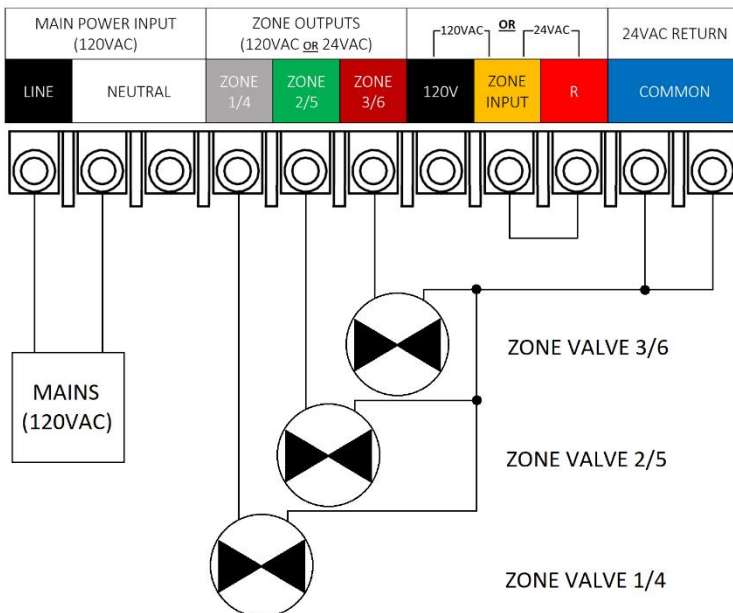 MAIN POWER INPUT
(120VAC)
ZONE OUTPUTS
(120VAC OR 24VAC)
120VAC OR 24VAC
24VAC RETURN
LINE
NEUTRAL
ZONE
1/4
ZONE
2/5
ZONE
3/6
120V
ZONE
INPUT
R
COMMON
MAINS
(120VAC)
ZONE VALVE 3/6
ZONE VALVE 2/5
ZONE VALVE 1/4